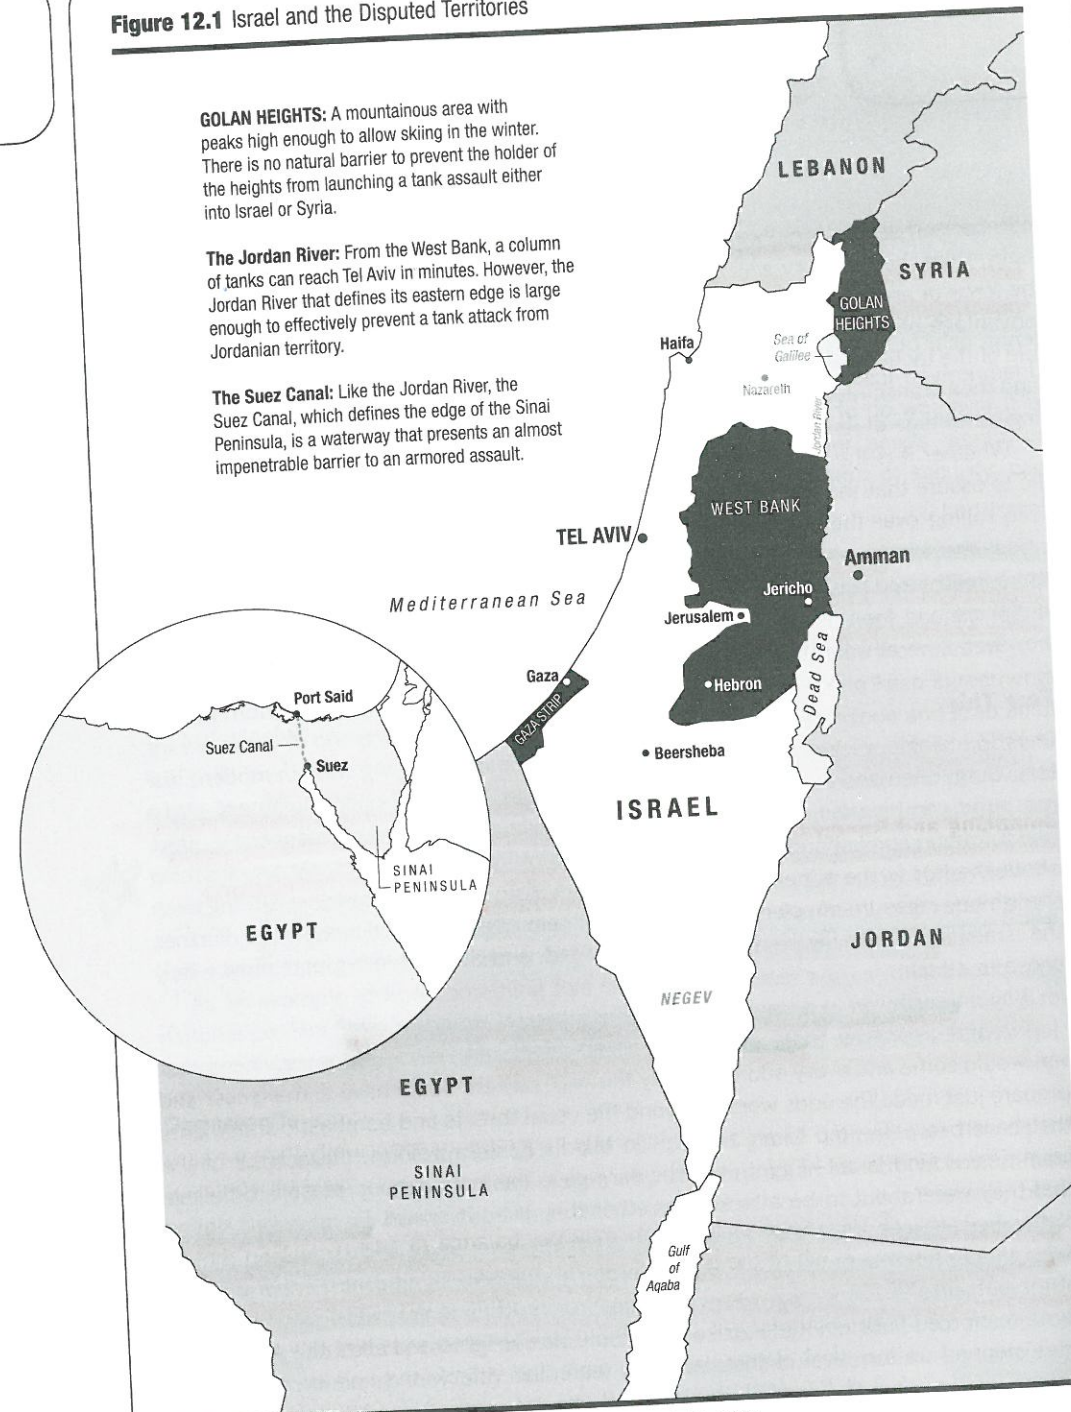 Figure 12.1 Israel and the Disputed Territories
GOLAN HEIGHTS: A mountainous area with
peaks high enough to allow skiing in the winter.
There is no natural barrier to prevent the holder of
the heights from launching a tank assault either
into Israel or Syria.
The Jordan River: From the West Bank, a column
of tanks can reach Tel Aviv in minutes. However, the
Jordan River that defines its eastern edge is large
enough to effectively prevent a tank attack from
Jordanian territory.
The Suez Canal: Like the Jordan River, the
Suez Canal, which defines the edge of the Sinai
Peninsula, is a waterway that presents an almost
impenetrable barrier to an armored assault.
LEBANON
SYRIA
GOLAN
HEIGHTS
Sea of
Galilee
Haifa
Nazareth
Jordan River
WEST BANK
TEL AVIV
Amman
Jericho
Mediterranean Sea
Jerusalem
Dead Sea
Gaza
Hebron
GAZA STRIP
Port Said
Suez Canal
Suez
Beersheba
ISRAEL
SINAI
PENINSULA
EGYPT
JORDAN
NEGEV
EGYPT
SINAI
PENINSULA
Gulf
of
Aqaba